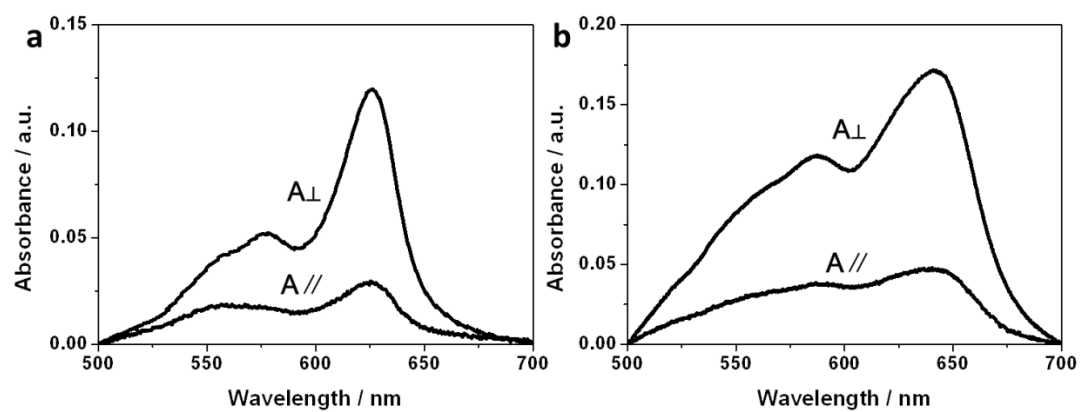 a
0.15
0.10
0.05
0.00
Absorbance / a.u.
A⊥
A//
500 550 600 650 700
Wavelength / nm
b
0.20
0.15
0.10
0.05
0.00
Absorbance / a.u.
A⊥
A//
500 550 600 650 700
Wavelength / nm